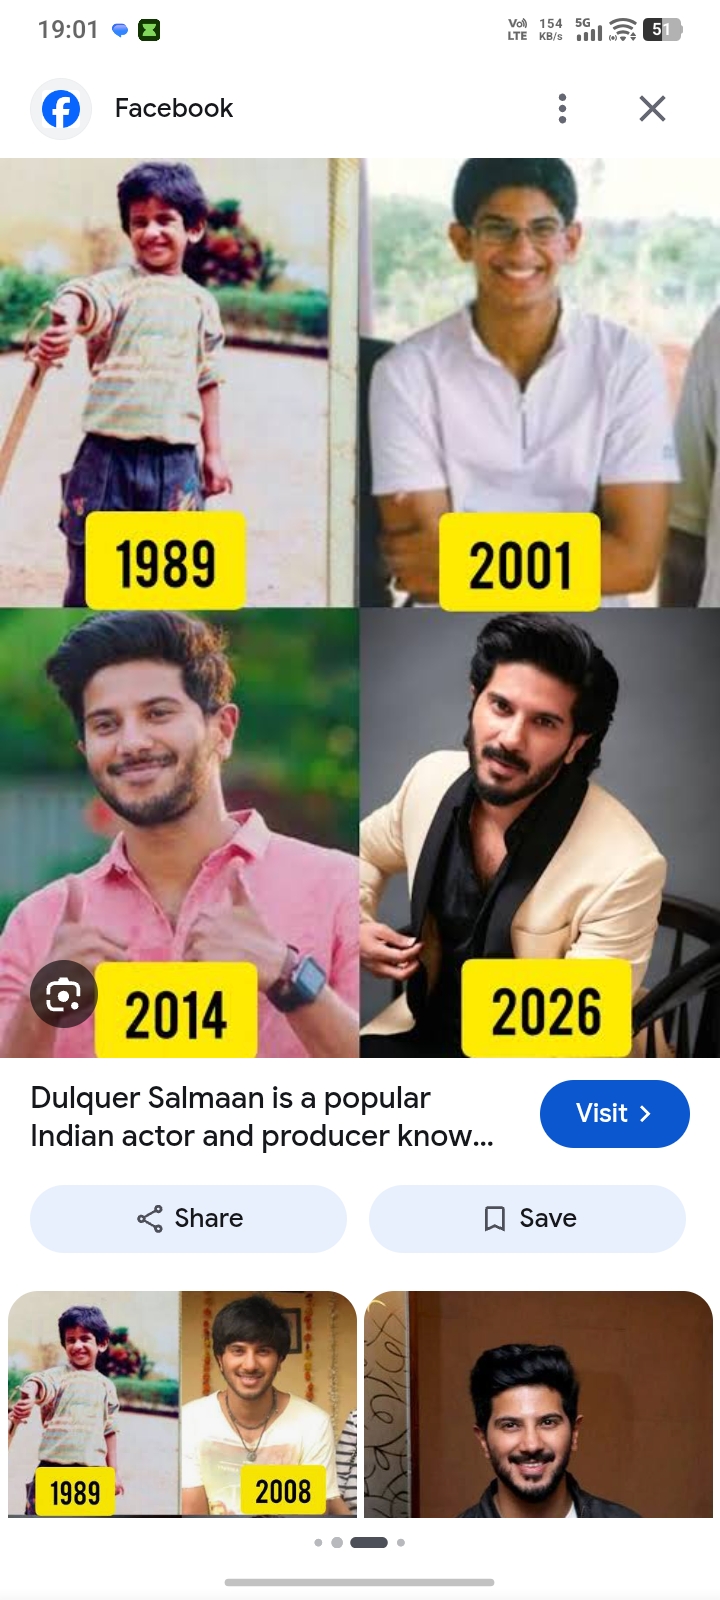 19:01
Vo) LTE
154 KB/s
5G
51
Facebook
1989
2001
2014
2026
Dulquer Salmaan is a popular
Indian actor and producer know...
Visit
Share
Save
1989
2008